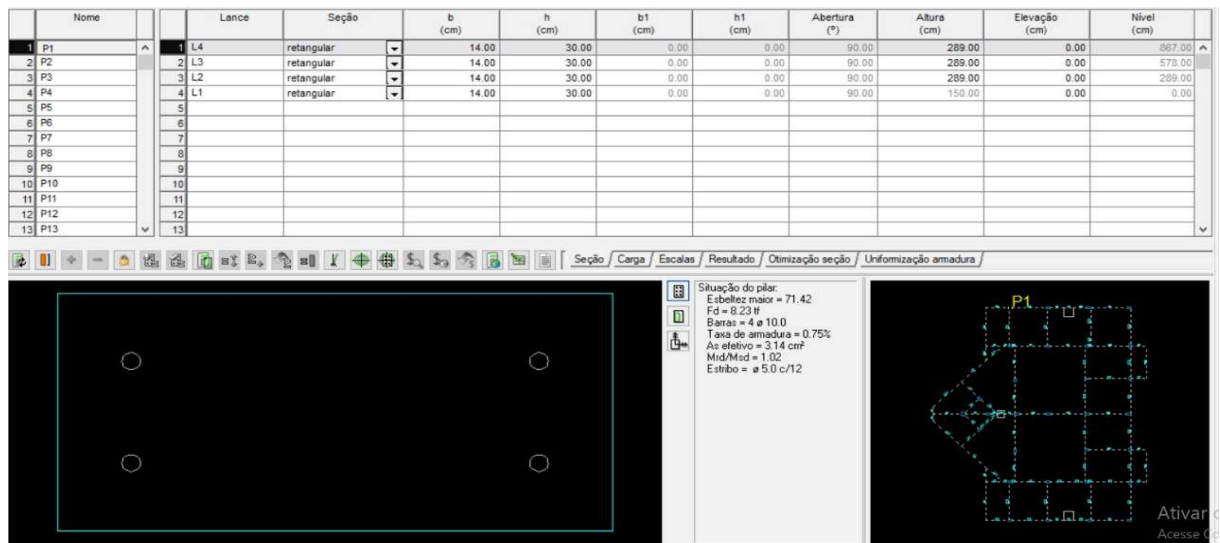 Nome
1 P1
2 P2
3 P3
4 P4
5 P5
6 P6
7 P7
8 P8
9 P9
10 P10
11 P11
12 P12
13 P13
Lance Seção b (cm) h (cm) b1 (cm) h1 (cm) Abertura (°) Altura (cm) Elevação (cm) Nível (cm)
1 L4 retangular 14.00 30.00 0.00 0.00 90.00 289.00 0.00 867.00
2 L3 retangular 14.00 30.00 0.00 0.00 90.00 289.00 0.00 578.00
3 L2 retangular 14.00 30.00 0.00 0.00 90.00 289.00 0.00 289.00
4 L1 retangular 14.00 30.00 0.00 0.00 90.00 150.00 0.00 0.00
5
6
7
8
9
10
11
12
13
Seção / Carga / Escalas / Resultado / Otimização seção / Uniformização armadura /
Situação do pilar:
Esbeltez maior = 71.42
Fd = 8.23 tf
Barras = 4 ø 10.0
Taxa de armadura = 0.75%
As efetivo = 3.14 cm²
Mrd/Msd = 1.02
Estribo = ø 5.0 c/12
P1
Ativar
Acesse